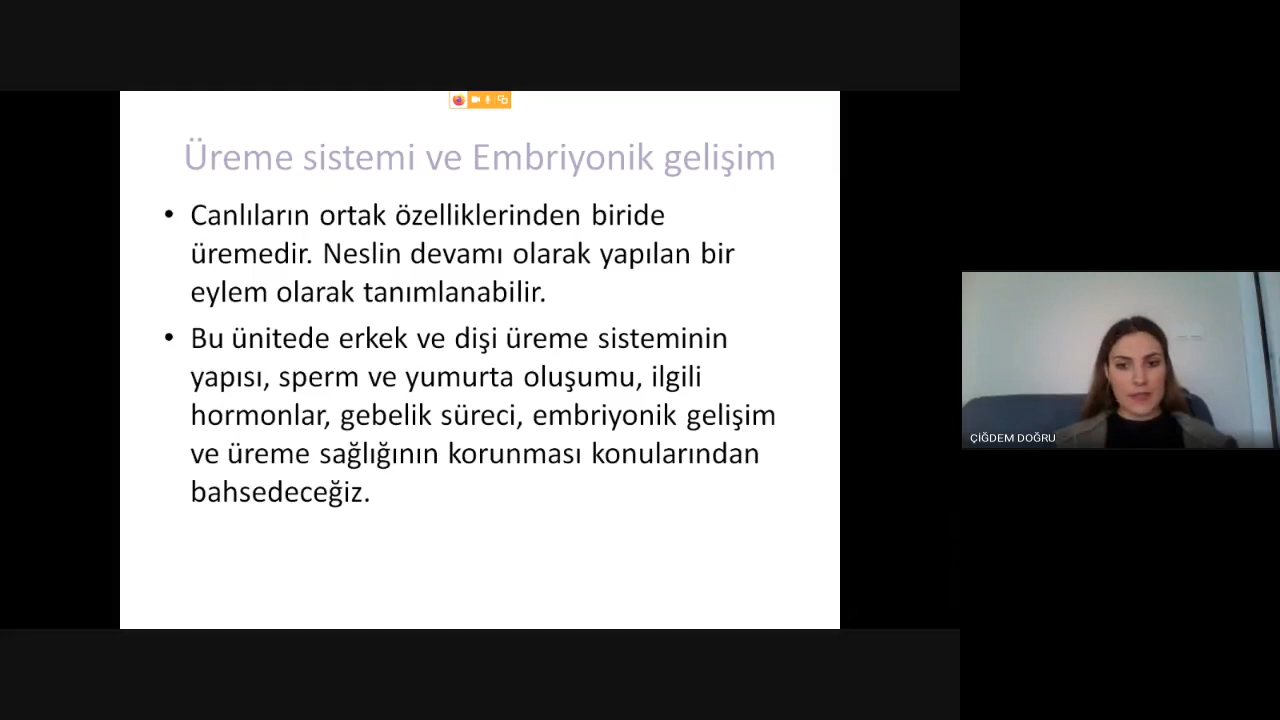 Üreme sistemi ve Embriyonik gelişim
• Canlıların ortak özelliklerinden biride
üremedir. Neslin devamı olarak yapılan bir
eylem olarak tanımlanabilir.
• Bu ünitede erkek ve dişi üreme sisteminin
yapısı, sperm ve yumurta oluşumu, ilgili
hormonlar, gebelik süreci, embriyonik gelişim
ve üreme sağlığının korunması konularından
bahsedeceğiz.
ÇİĞDEM DOĞRU